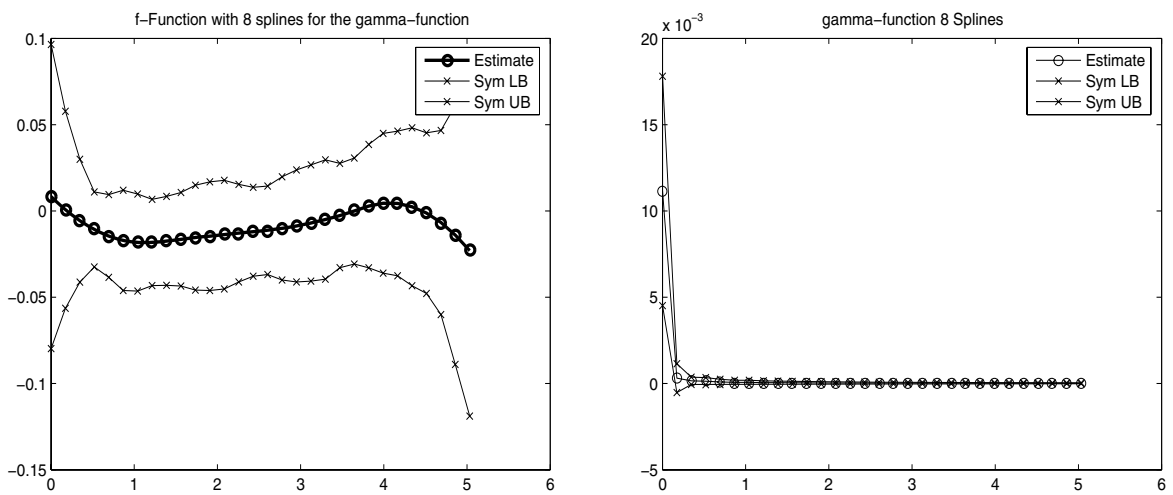 f−Function with 8 splines for the gamma−function
0.1
0.05
0
−0.05
−0.1
−0.15
0 1 2 3 4 5 6
Estimate
Sym LB
Sym UB
gamma−function 8 Splines
x 10−3
20
15
10
5
0
−5
0 1 2 3 4 5 6
Estimate
Sym LB
Sym UB